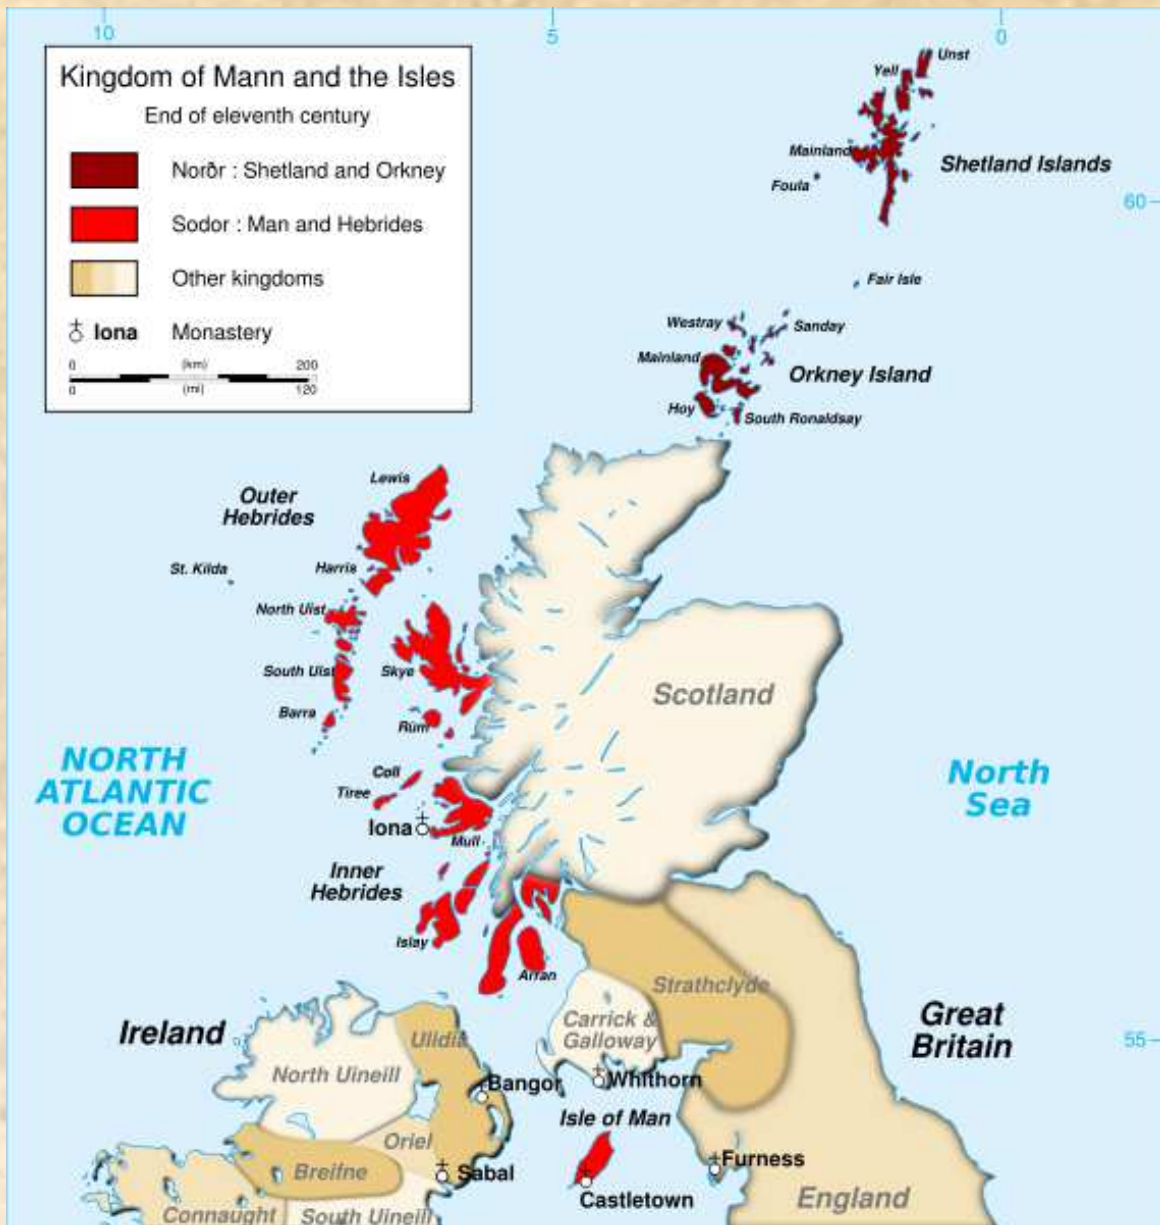 10
5
0
Kingdom of Mann and the Isles
End of eleventh century
Norðr : Shetland and Orkney
Sodor : Man and Hebrides
Other kingdoms
Iona Monastery
0 (km) 200
0 (mi) 120
Unst
Yell
Mainland
Shetland Islands
Foula
60
Fair Isle
Westray
Sanday
Mainland
Orkney Island
Hoy
South Ronaldsay
Lewis
Outer
Hebrides
St. Kilda
Harris
North Uist
South Uist
Skye
Scotland
Barra
Rùm
NORTH
ATLANTIC
OCEAN
North
Sea
Coll
Tiree
Iona
Mull
Inner
Hebrides
Islay
Arran
Strathclyde
Great
Britain
Ireland
Ulidia
Carrick &
Galloway
55
North Uineill
Bangor
Whithorn
Isle of Man
Oriel
Breifne
Sabal
Furness
Castletown
England
Connaught
South Uineill